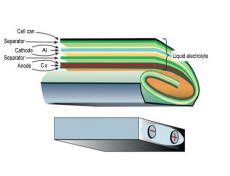 Cell can
Separator
Cathode Al
Separator
Anode Cu
Liquid electrolyte
− +